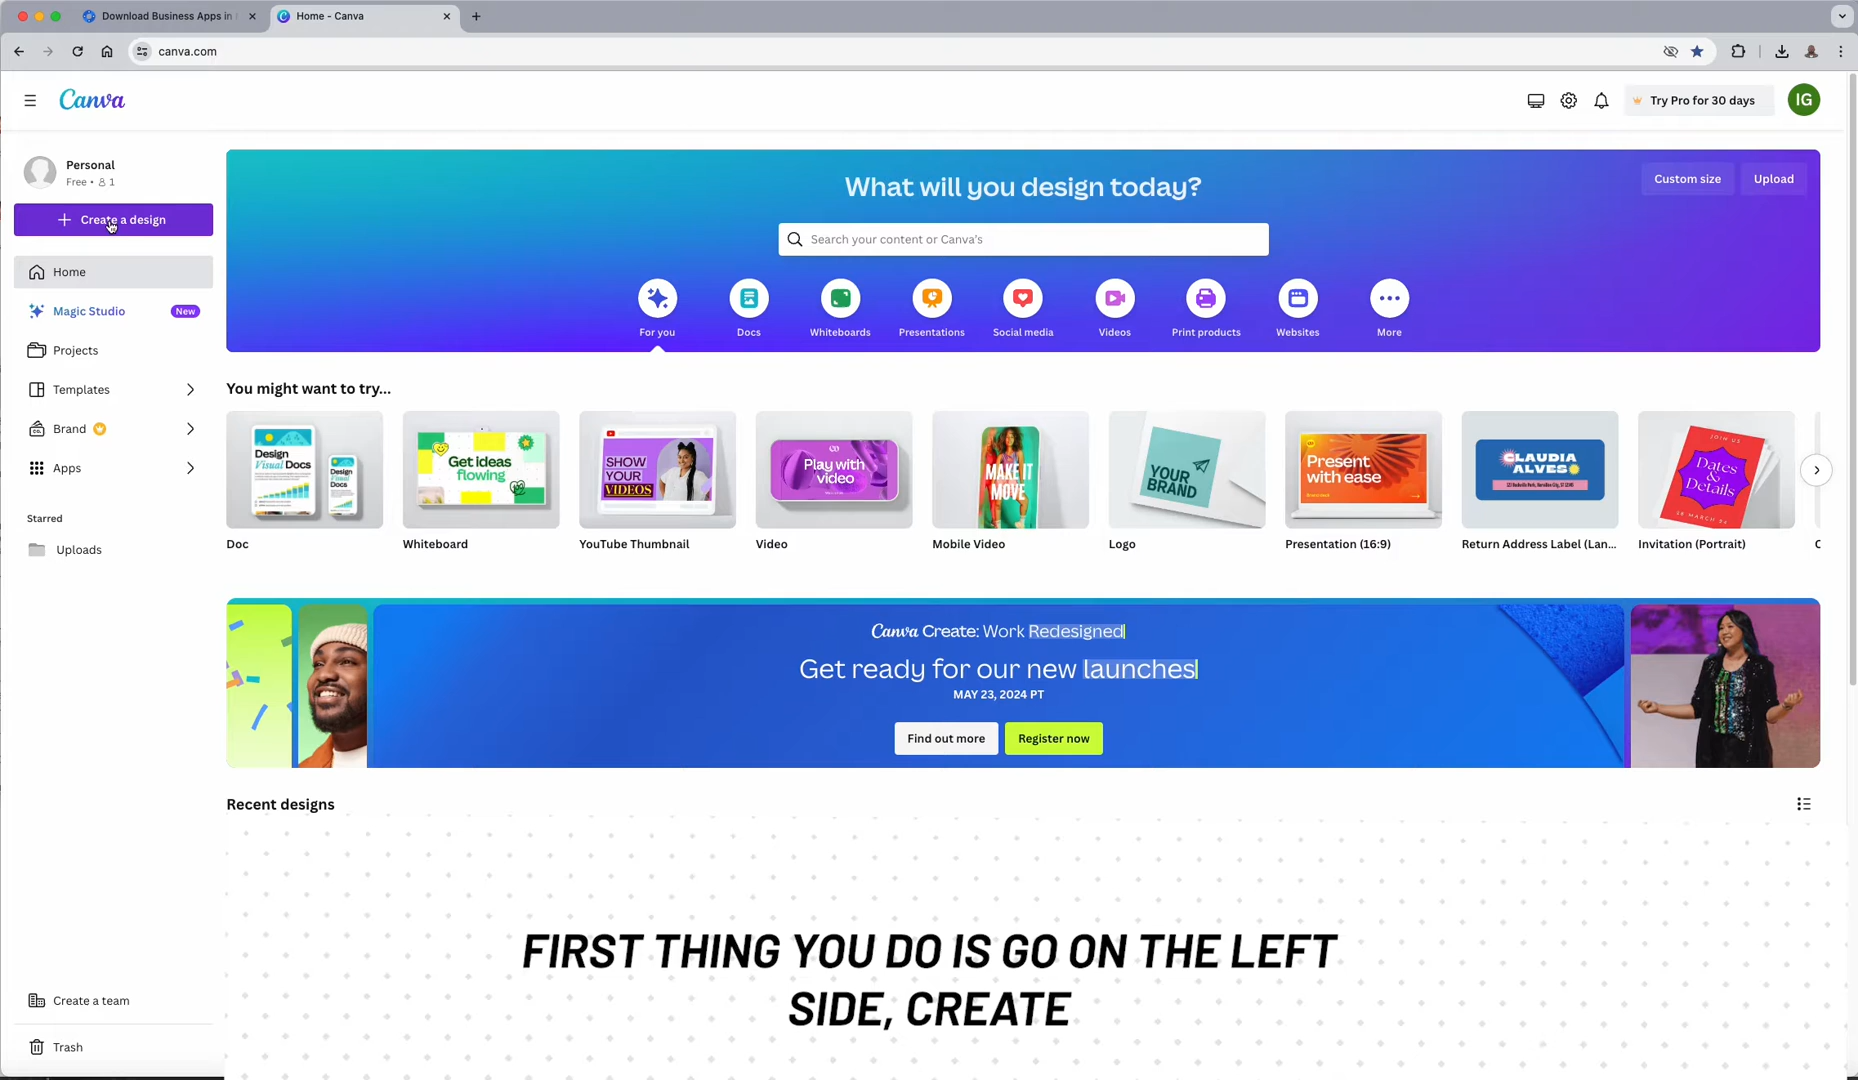 Download Business Apps in
Home - Canva
canva.com
Canva
Try Pro for 30 days
IG
Personal
Free • 1
Create a design
Home
Magic Studio
New
Projects
Templates
Brand
Apps
Starred
Uploads
Create a team
Trash
What will you design today?
Custom size
Upload
Search your content or Canva's
For you
Docs
Whiteboards
Presentations
Social media
Videos
Print products
Websites
More
You might want to try...
Design
Visual Docs
Design
Visual
Docs
Get ideas
flowing
SHOW
YOUR
VIDEOS
Play with
video
MAKE IT
MOVE
YOUR
BRAND
Present
with ease
CLAUDIA
ALVES
JOIN US
Dates
&
Details
Doc
Whiteboard
YouTube Thumbnail
Video
Mobile Video
Logo
Presentation (16:9)
Return Address Label (Lan...
Invitation (Portrait)
Canva Create: Work Redesigned
Get ready for our new launches
MAY 23, 2024 PT
Find out more
Register now
Recent designs
FIRST THING YOU DO IS GO ON THE LEFT
SIDE, CREATE